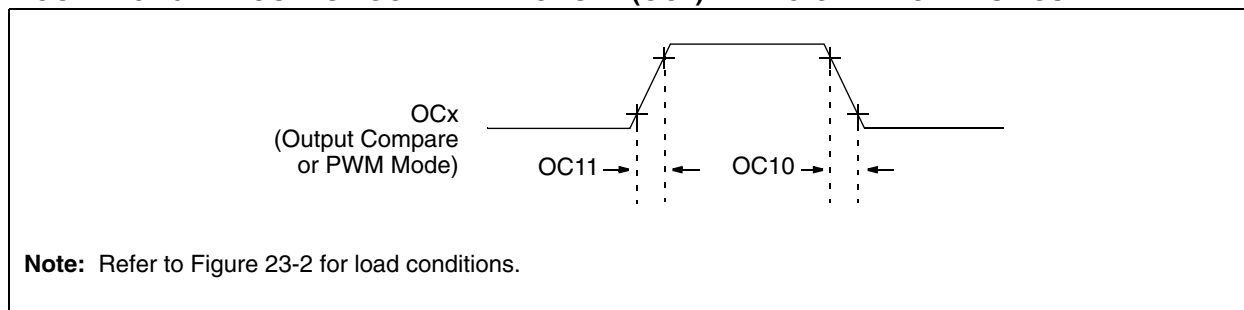 OCx
(Output Compare
or PWM Mode)
OC11
OC10
Note: Refer to Figure 23-2 for load conditions.